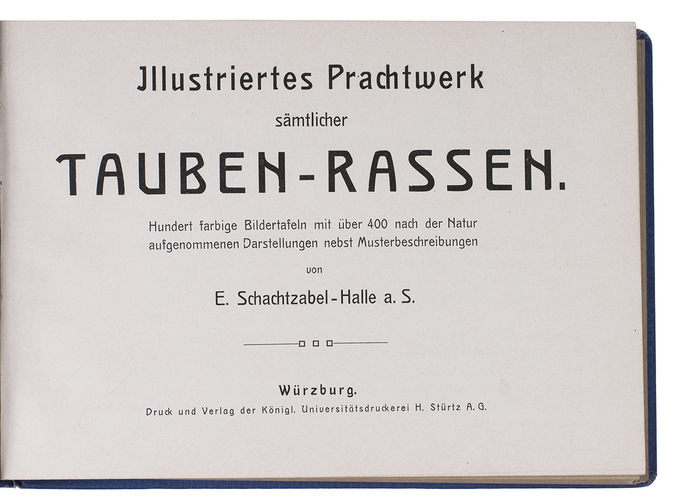 Illustriertes Prachtwerk
sämtlicher
TAUBEN-RASSEN.
Hundert farbige Bildertafeln mit über 400 nach der Natur
aufgenommenen Darstellungen nebst Musterbeschreibungen
von
E. Schachtzabel-Halle a. S.
Würzburg.
Druck und Verlag der Königl. Universitätsdruckerei H. Stürtz A. G.